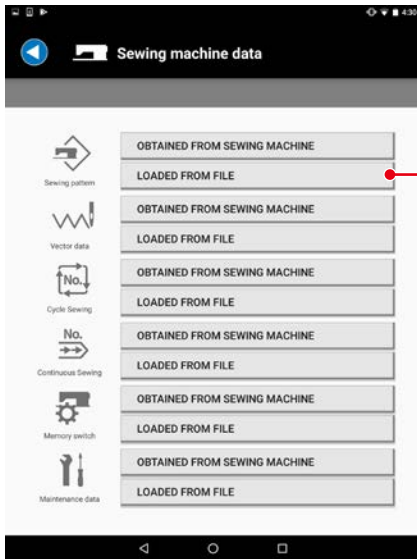 4:30
Sewing machine data
OBTAINED FROM SEWING MACHINE
LOADED FROM FILE
Sewing pattern
OBTAINED FROM SEWING MACHINE
LOADED FROM FILE
Vector data
OBTAINED FROM SEWING MACHINE
No.
LOADED FROM FILE
Cycle Sewing
OBTAINED FROM SEWING MACHINE
No.
LOADED FROM FILE
Continuous Sewing
OBTAINED FROM SEWING MACHINE
LOADED FROM FILE
Memory switch
OBTAINED FROM SEWING MACHINE
LOADED FROM FILE
Maintenance data